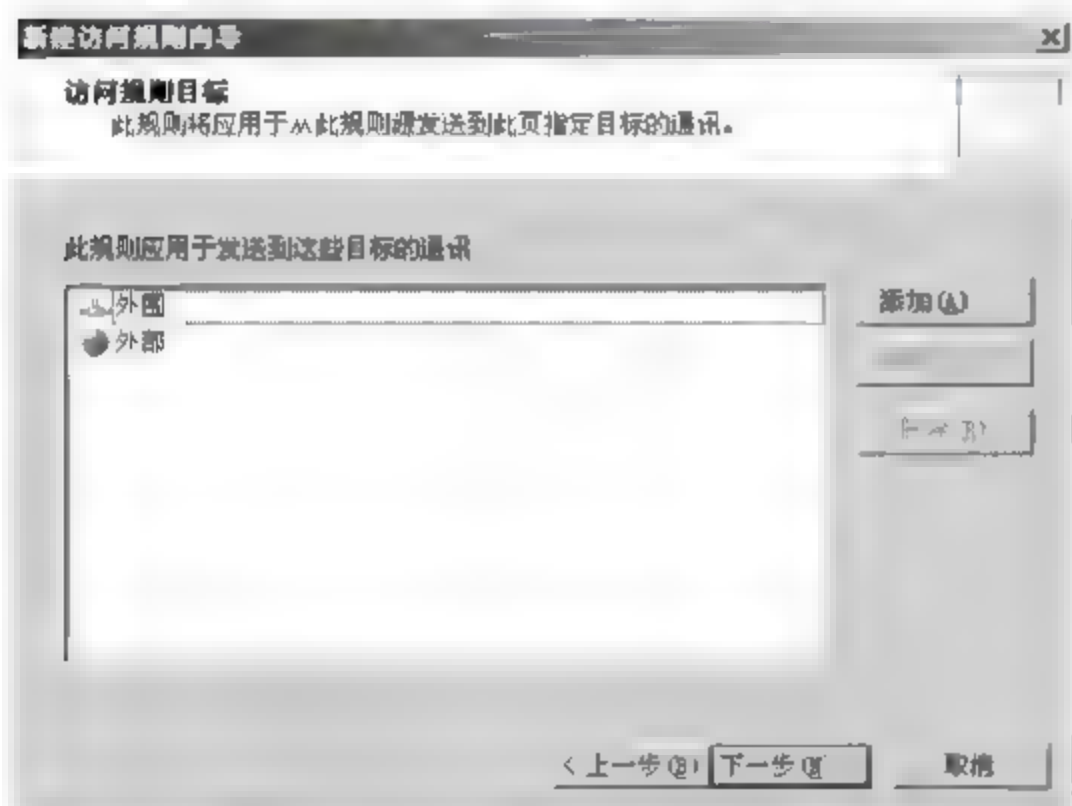 新建访问规则向导
访问规则目标
此规则将应用于从此规则源发送到此页指定目标的通讯。
此规则应用于发送到这些目标的通讯
外围
外部
添加(A)
< 上一步(B)
下一步(N)
取消